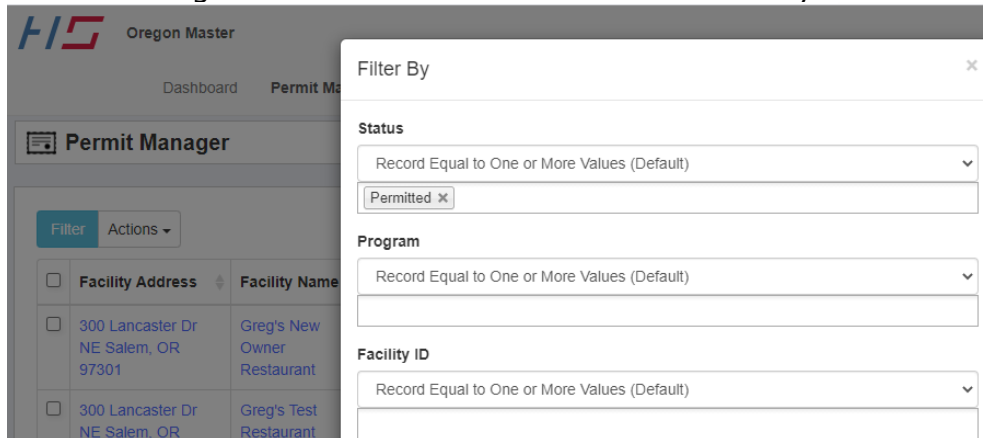 HS Oregon Master
Dashboard Permit Ma
Permit Manager
Filter Actions
Facility Address Facility Name
300 Lancaster Dr
NE Salem, OR
97301
Greg's New
Owner
Restaurant
300 Lancaster Dr
NE Salem, OR
Greg's Test
Restaurant
Filter By ×
Status
Record Equal to One or More Values (Default)
Permitted ×
Program
Record Equal to One or More Values (Default)
Facility ID
Record Equal to One or More Values (Default)